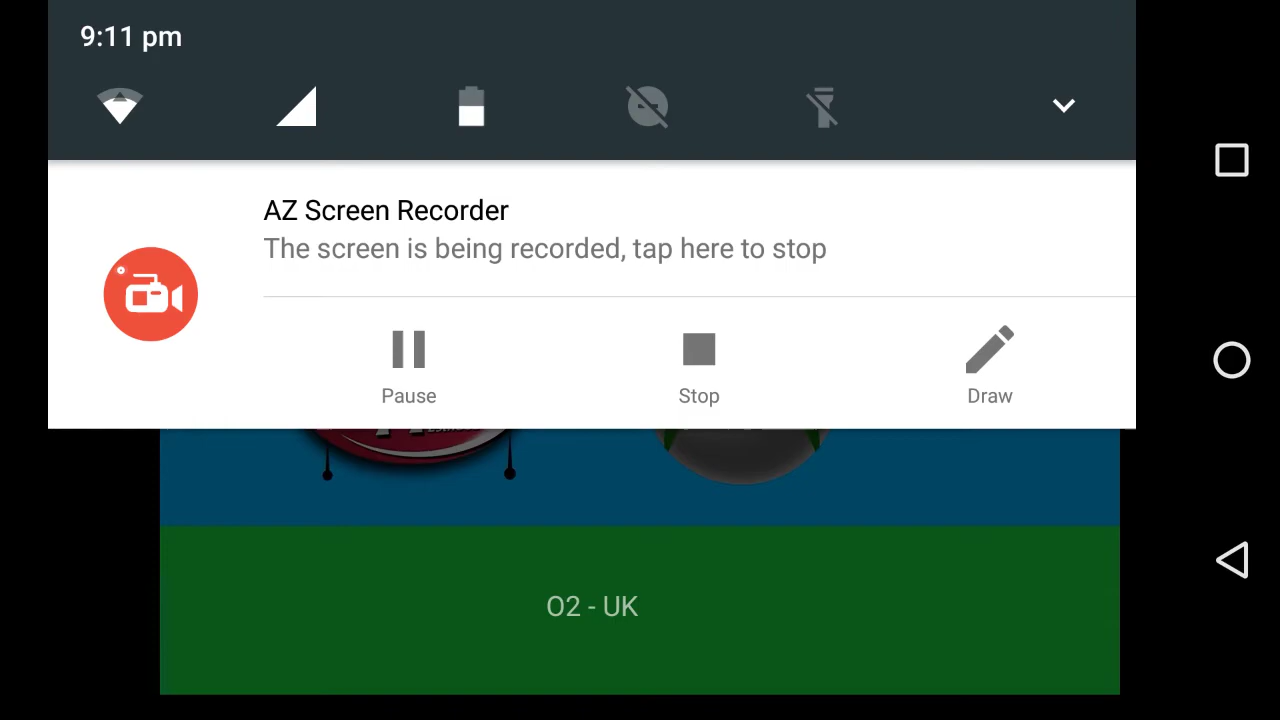 9:11 pm
AZ Screen Recorder
The screen is being recorded, tap here to stop
Pause
Stop
Draw
O2 - UK